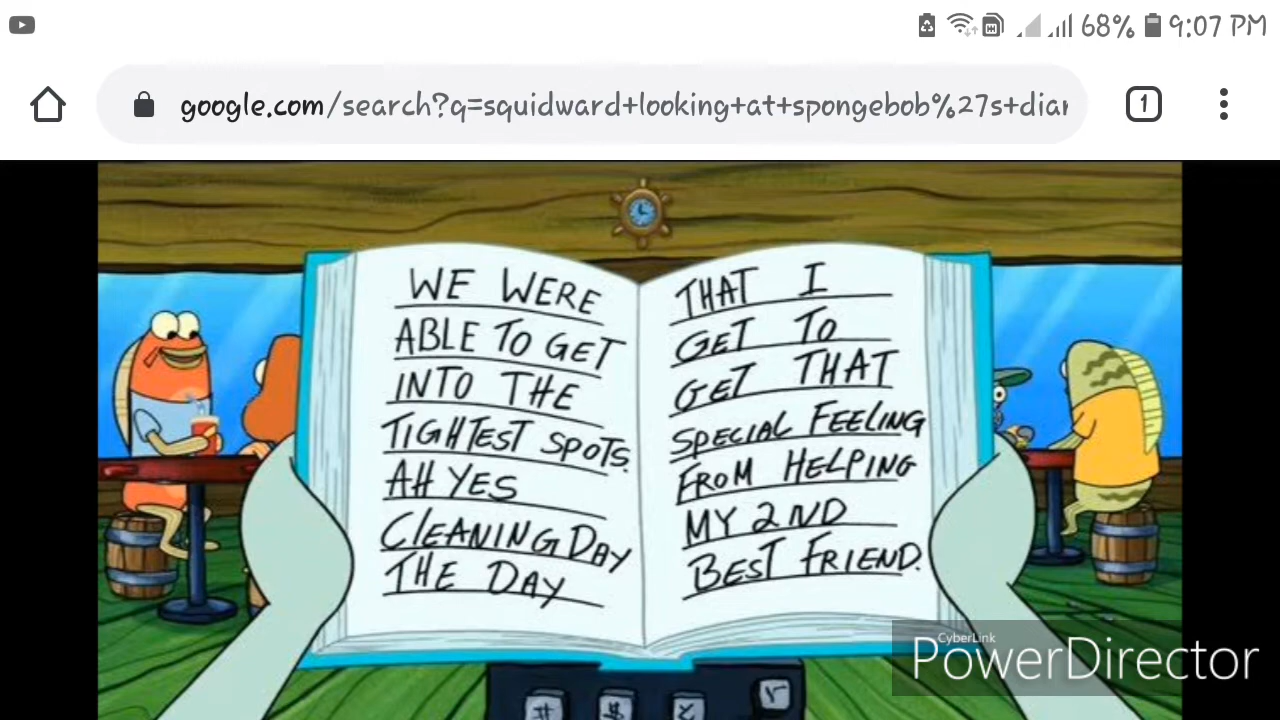 68% 9:07 PM
google.com/search?q=squidward+looking+at+spongebob%27s+diar
1
WE WERE
ABLE TO GET
INTO THE
TIGHTEST SPOTS.
AH YES
CLEANING DAY
THE DAY
THAT I
GET TO
GET THAT
SPECIAL FEELING
FROM HELPING
MY 2ND
BEST FRIEND.
CyberLink
PowerDirector